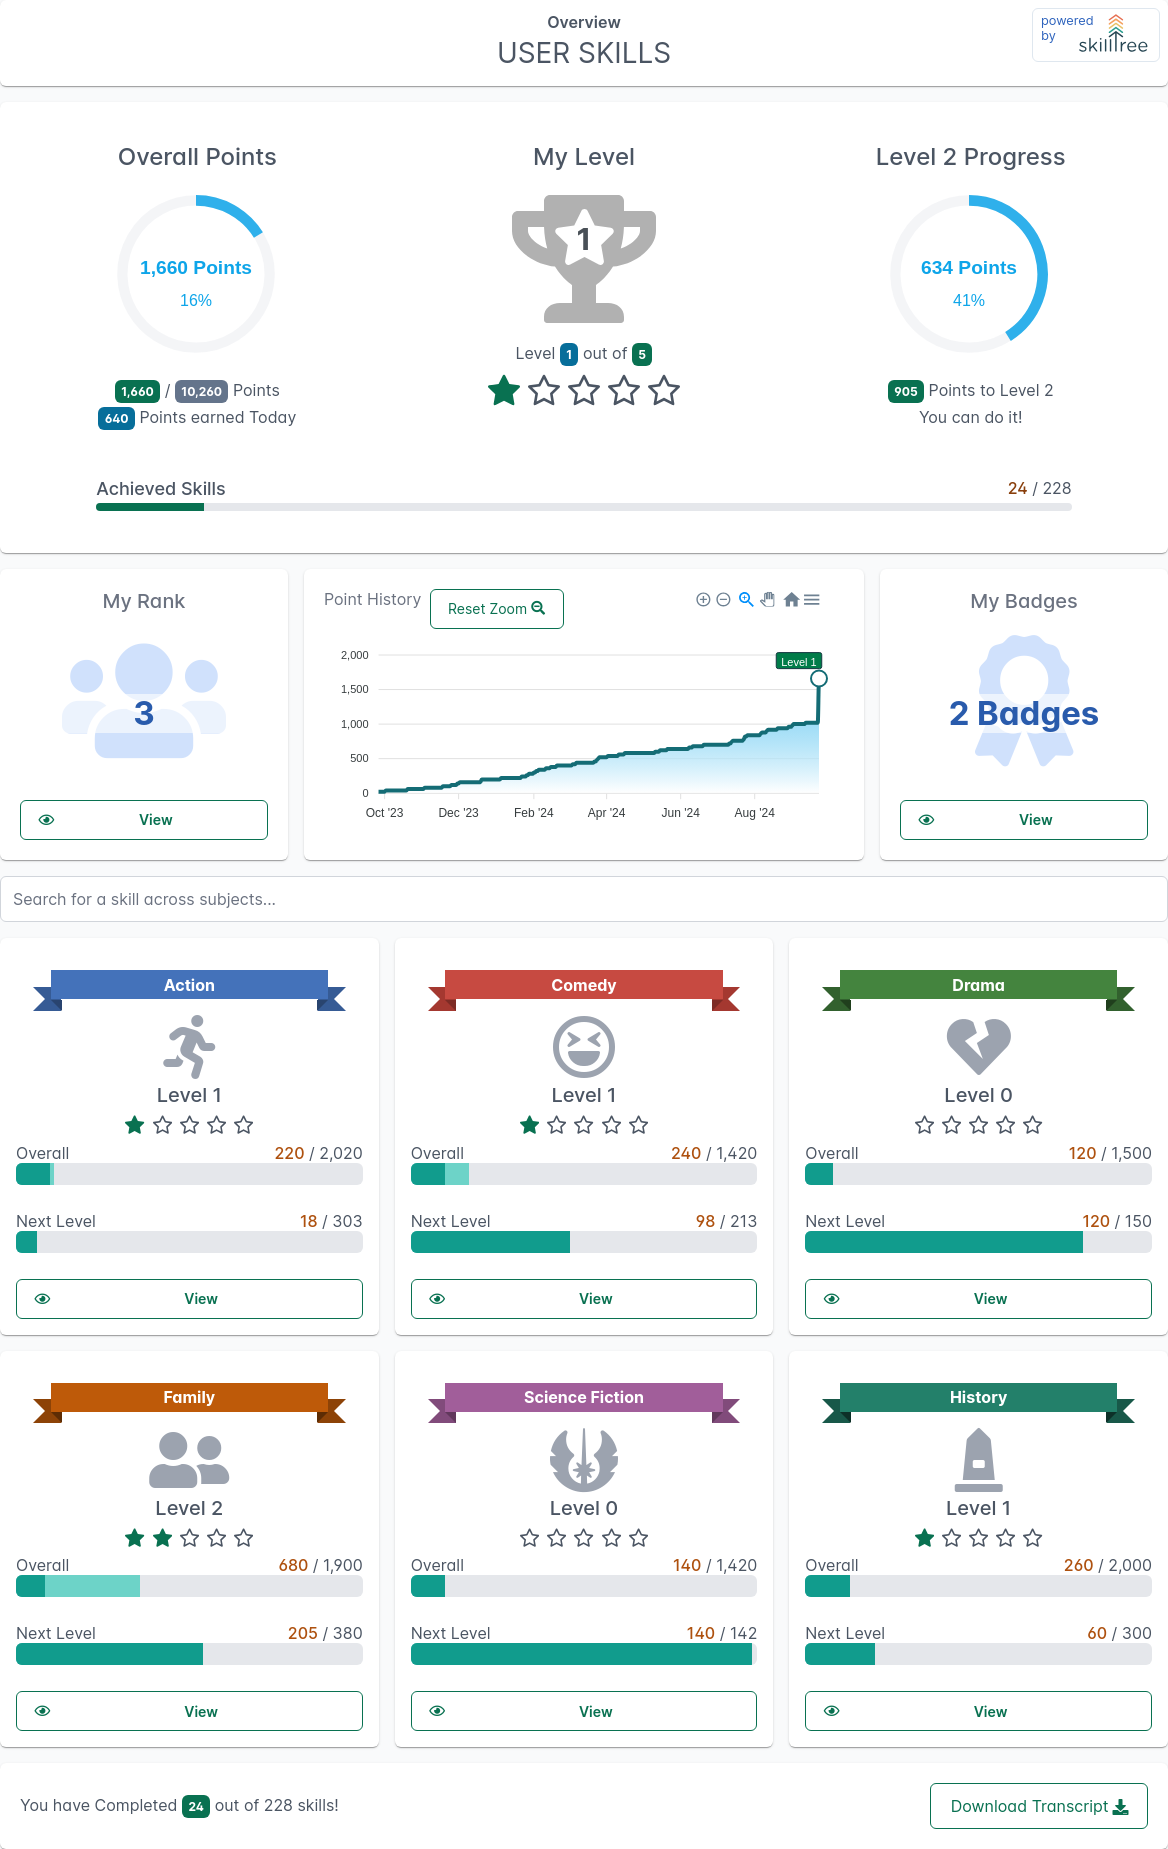 Overview
USER SKILLS
powered by
skilltree
Overall Points
1,660 Points
16%
1,660 / 10,260 Points
640 Points earned Today
My Level
1
Level 1 out of 5
Level 2 Progress
634 Points
41%
905 Points to Level 2
You can do it!
Achieved Skills 24 / 228
My Rank
3
View
Point History
Reset Zoom
2,000
1,500
1,000
500
0
Level 1
Oct '23 Dec '23 Feb '24 Apr '24 Jun '24 Aug '24
My Badges
2 Badges
View
Search for a skill across subjects...
Action
Level 1
Overall 220 / 2,020
Next Level 18 / 303
View
Comedy
Level 1
Overall 240 / 1,420
Next Level 98 / 213
View
Drama
Level 0
Overall 120 / 1,500
Next Level 120 / 150
View
Family
Level 2
Overall 680 / 1,900
Next Level 205 / 380
View
Science Fiction
Level 0
Overall 140 / 1,420
Next Level 140 / 142
View
History
Level 1
Overall 260 / 2,000
Next Level 60 / 300
View
You have Completed 24 out of 228 skills!
Download Transcript